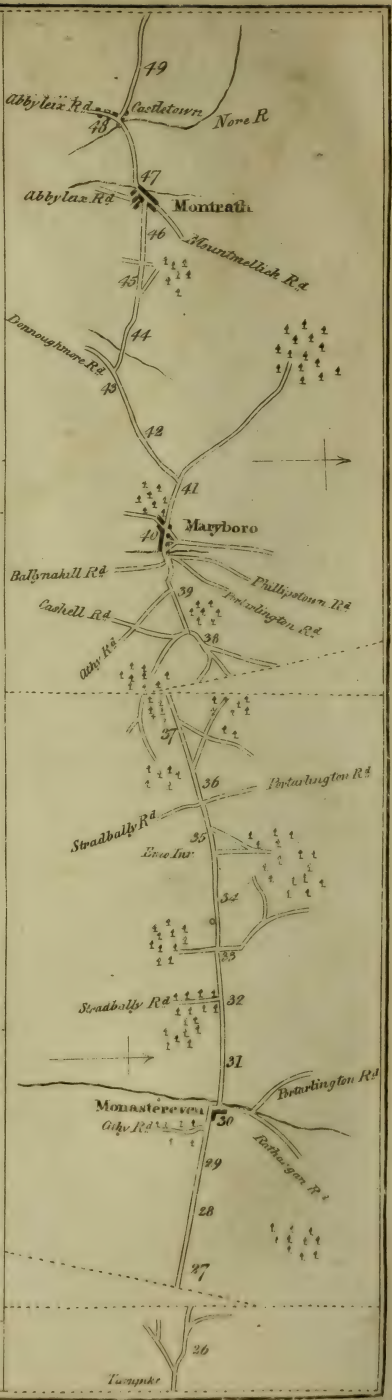 49
Abbyleix Rd
Castletown
48
Nore R
47
Abbyleix Rd
Montrath
46
Mountmellick Rd
45
44
Donnoughmore Rd
43
42
41
Maryboro
40
Ballynakill Rd
Phillipstown Rd
39
Portarlington Rd
Cashell Rd
38
Athy Rd
37
36
Portarlington Rd
Stradbally Rd
35
Emo Inn
34
33
Stradbally Rd
32
31
Portarlington Rd
Monastereven
30
Athy Rd
29
Rathangan Rd
28
27
26
Turnpike